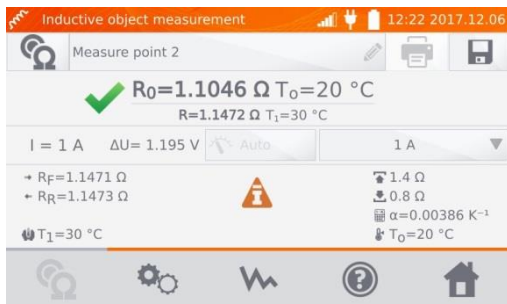 Inductive object measurement 12:22 2017.12.06
Measure point 2
R0=1.1046 Ω To=20 °C
R=1.1472 Ω T1=30 °C
I = 1 A ΔU= 1.195 V Auto 1 A
RF=1.1471 Ω 1.4 Ω
RR=1.1473 Ω 0.8 Ω
α=0.00386 K⁻¹
T1=30 °C To=20 °C